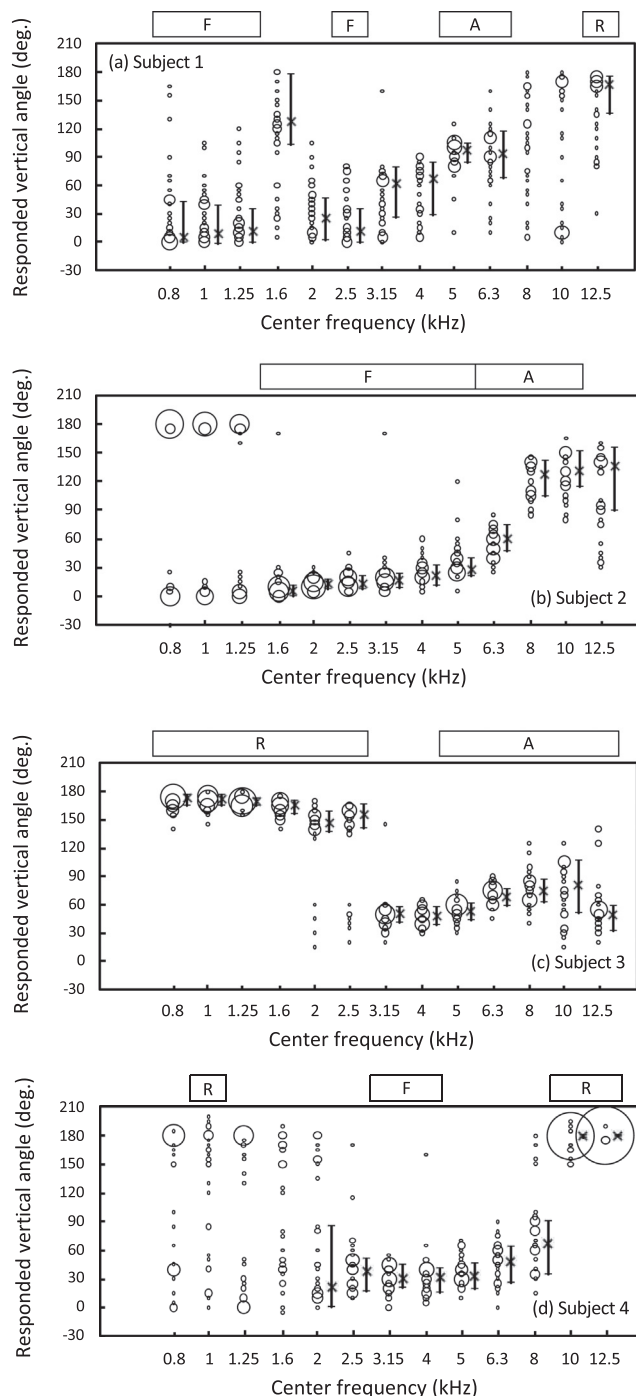 F F A R
Responded vertical angle (deg.)
210
(a) Subject 1
180
150
120
90
60
30
0
-30
0.8 1 1.25 1.6 2 2.5 3.15 4 5 6.3 8 10 12.5
Center frequency (kHz)
F A
Responded vertical angle (deg.)
210
180
150
120
90
60
30
0
(b) Subject 2
-30
0.8 1 1.25 1.6 2 2.5 3.15 4 5 6.3 8 10 12.5
Center frequency (kHz)
R A
Responded vertical angle (deg.)
210
180
150
120
90
60
30
0
(c) Subject 3
-30
0.8 1 1.25 1.6 2 2.5 3.15 4 5 6.3 8 10 12.5
Center frequency (kHz)
R F R
Responded vertical angle (deg.)
210
180
150
120
90
60
30
0
(d) Subject 4
-30
0.8 1 1.25 1.6 2 2.5 3.15 4 5 6.3 8 10 12.5
Center frequency (kHz)